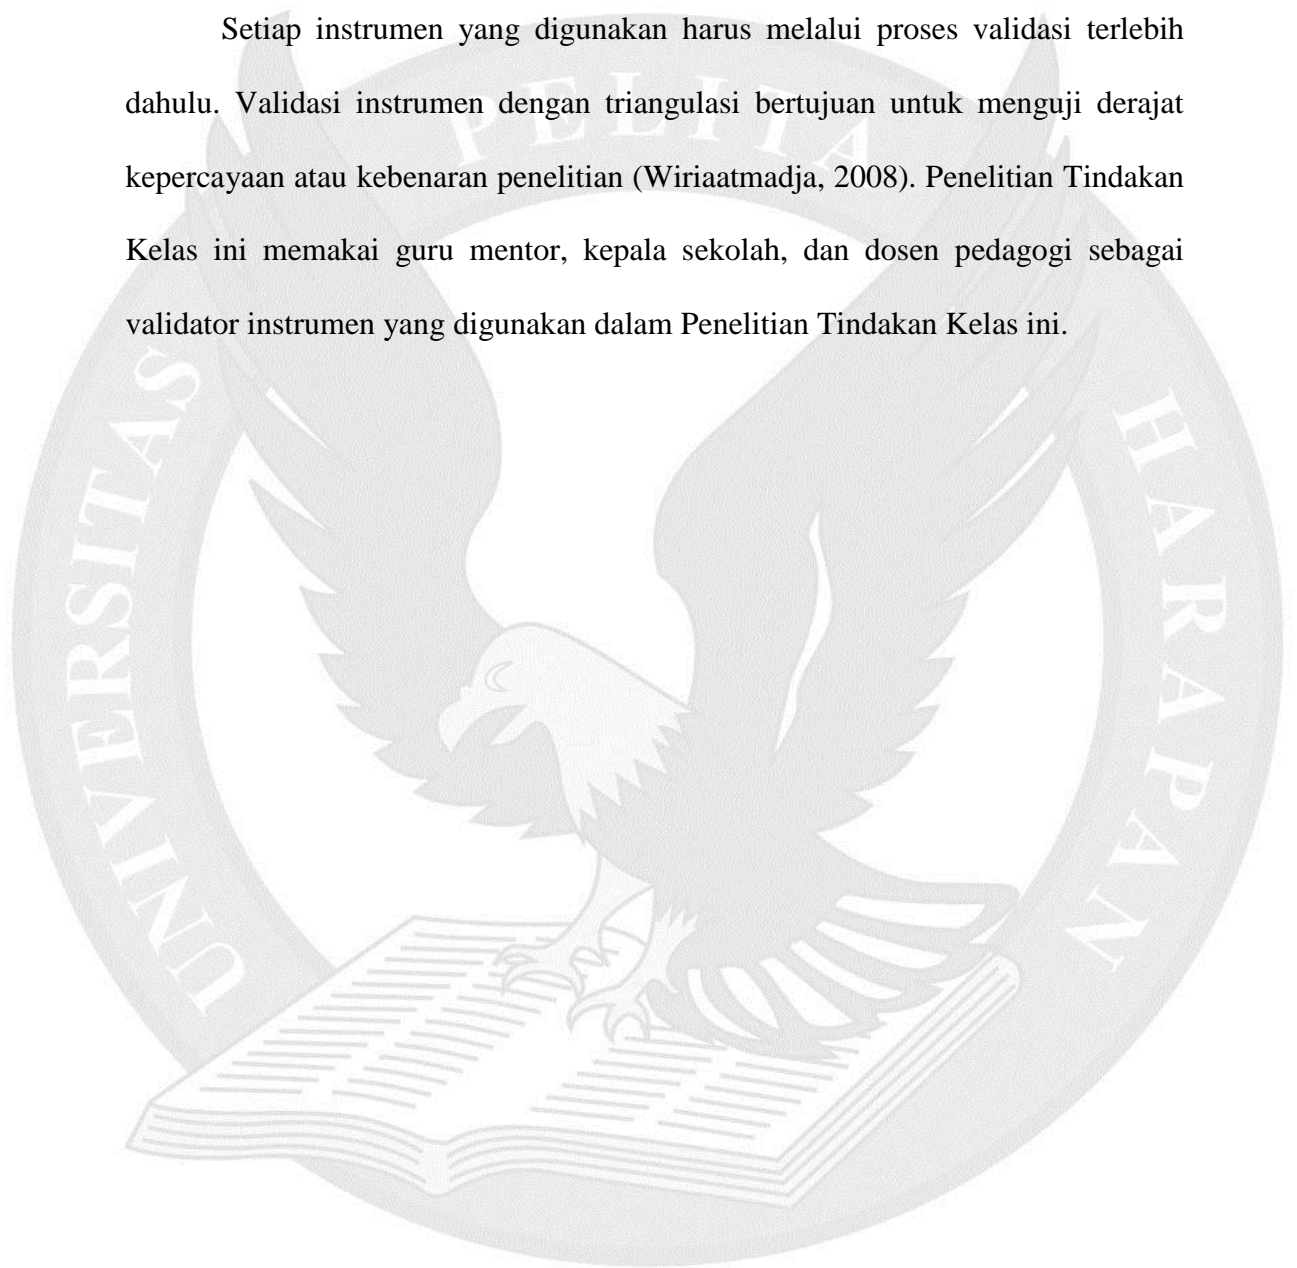 Setiap instrumen yang digunakan harus melalui proses validasi terlebih
dahulu. Validasi instrumen dengan triangulasi bertujuan untuk menguji derajat
kepercayaan atau kebenaran penelitian (Wiriaatmadja, 2008). Penelitian Tindakan
Kelas ini memakai guru mentor, kepala sekolah, dan dosen pedagogi sebagai
validator instrumen yang digunakan dalam Penelitian Tindakan Kelas ini.
UNIVERSITAS
PELITA
HARAPAN